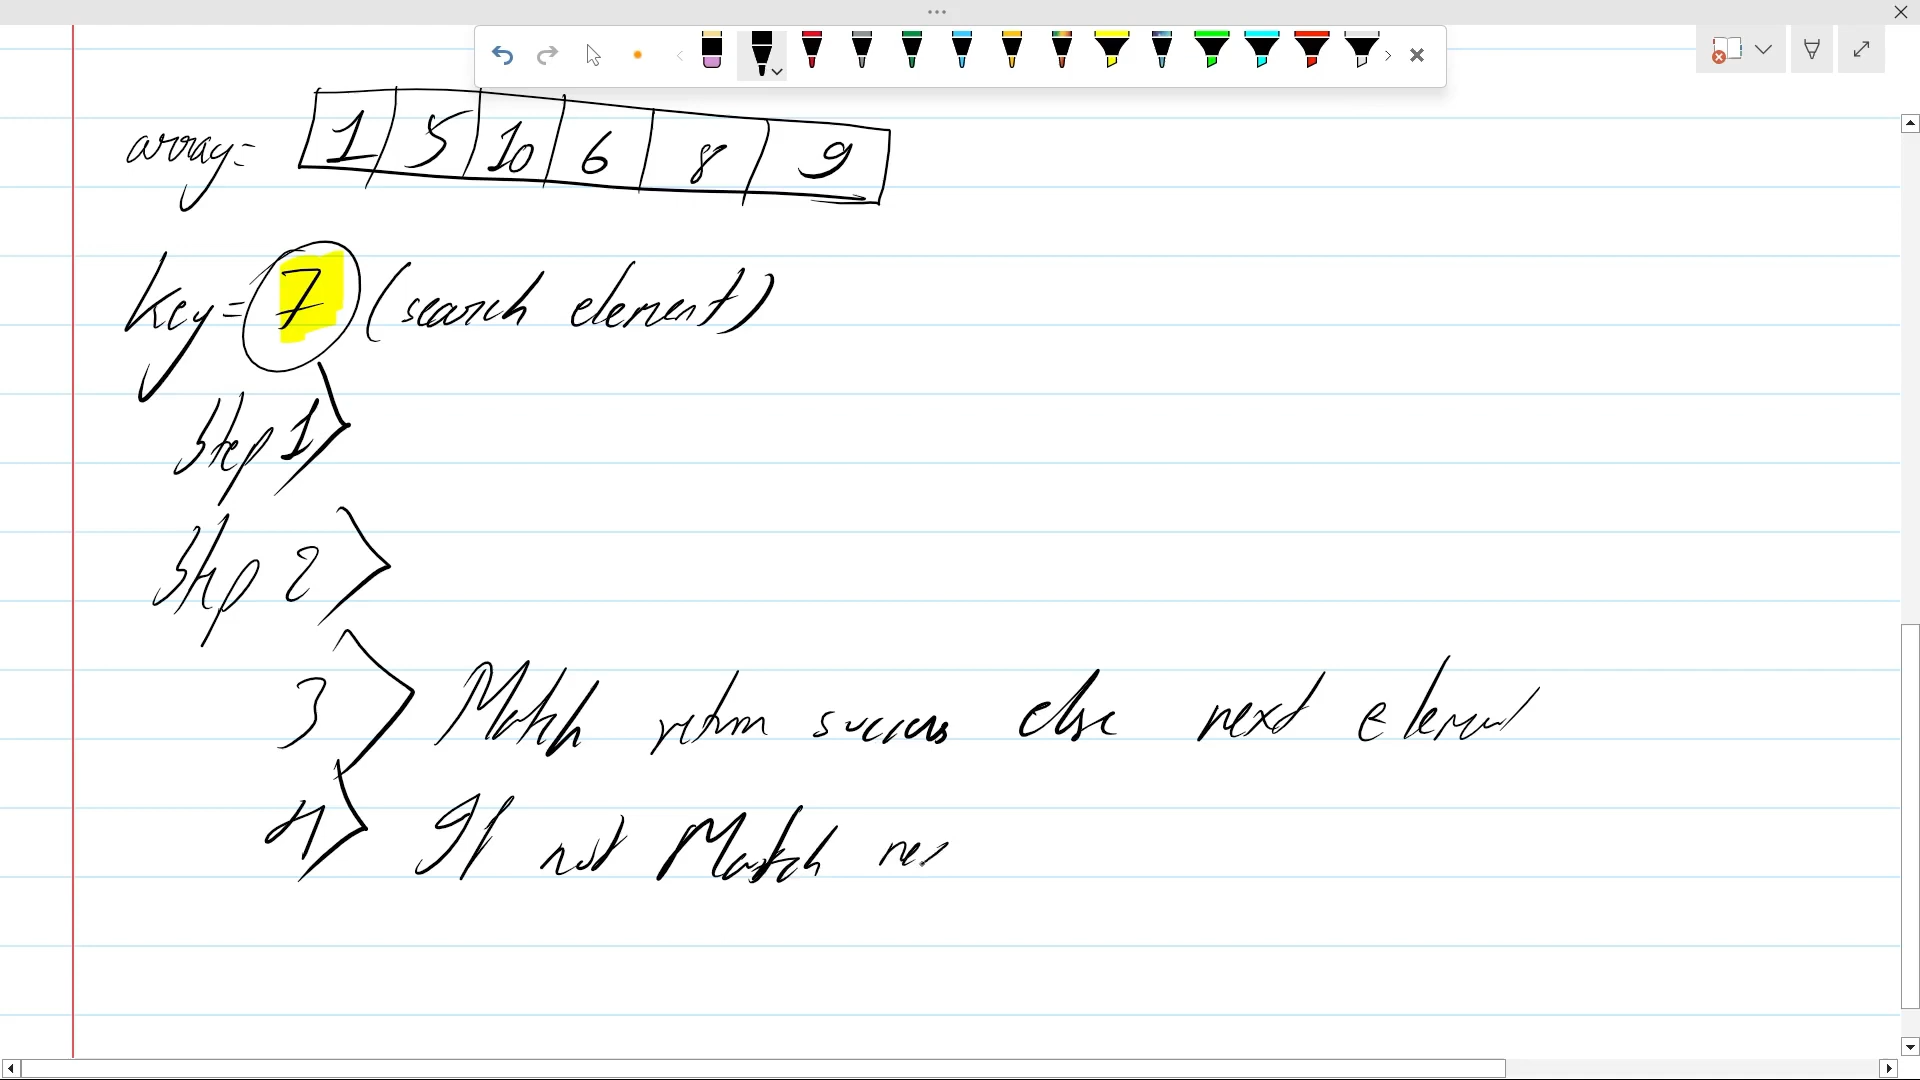 array= 1 5 10 6 8 9
Key= 7 (search element)
Step 1
Step 2
3 Match return success else next element
4 If not Match nex